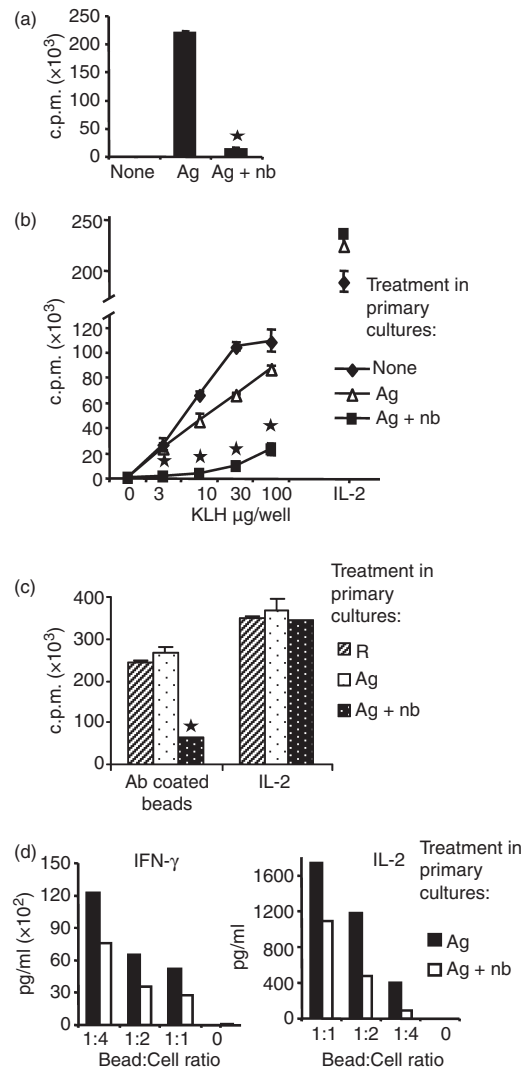 (a)
c.p.m. (×10³)
250
200
150
100
50
0
None Ag Ag + nb
★
(b)
c.p.m. (×10³)
250
200
120
100
80
60
40
20
0
0 3 10 30 100 IL-2
KLH µg/well
Treatment in
primary
cultures:
None
Ag
Ag + nb
★ ★ ★ ★
(c)
c.p.m. (×10³)
400
300
200
100
0
Ab coated
beads
IL-2
★
Treatment in
primary
cultures:
R
Ag
Ag + nb
(d)
IFN-γ
pg/ml (×10²)
150
120
90
60
30
0
1:4 1:2 1:1 0
Bead:Cell ratio
IL-2
pg/ml
1600
1200
800
400
0
1:1 1:2 1:4 0
Bead:Cell ratio
Treatment in
primary
cultures:
Ag
Ag + nb